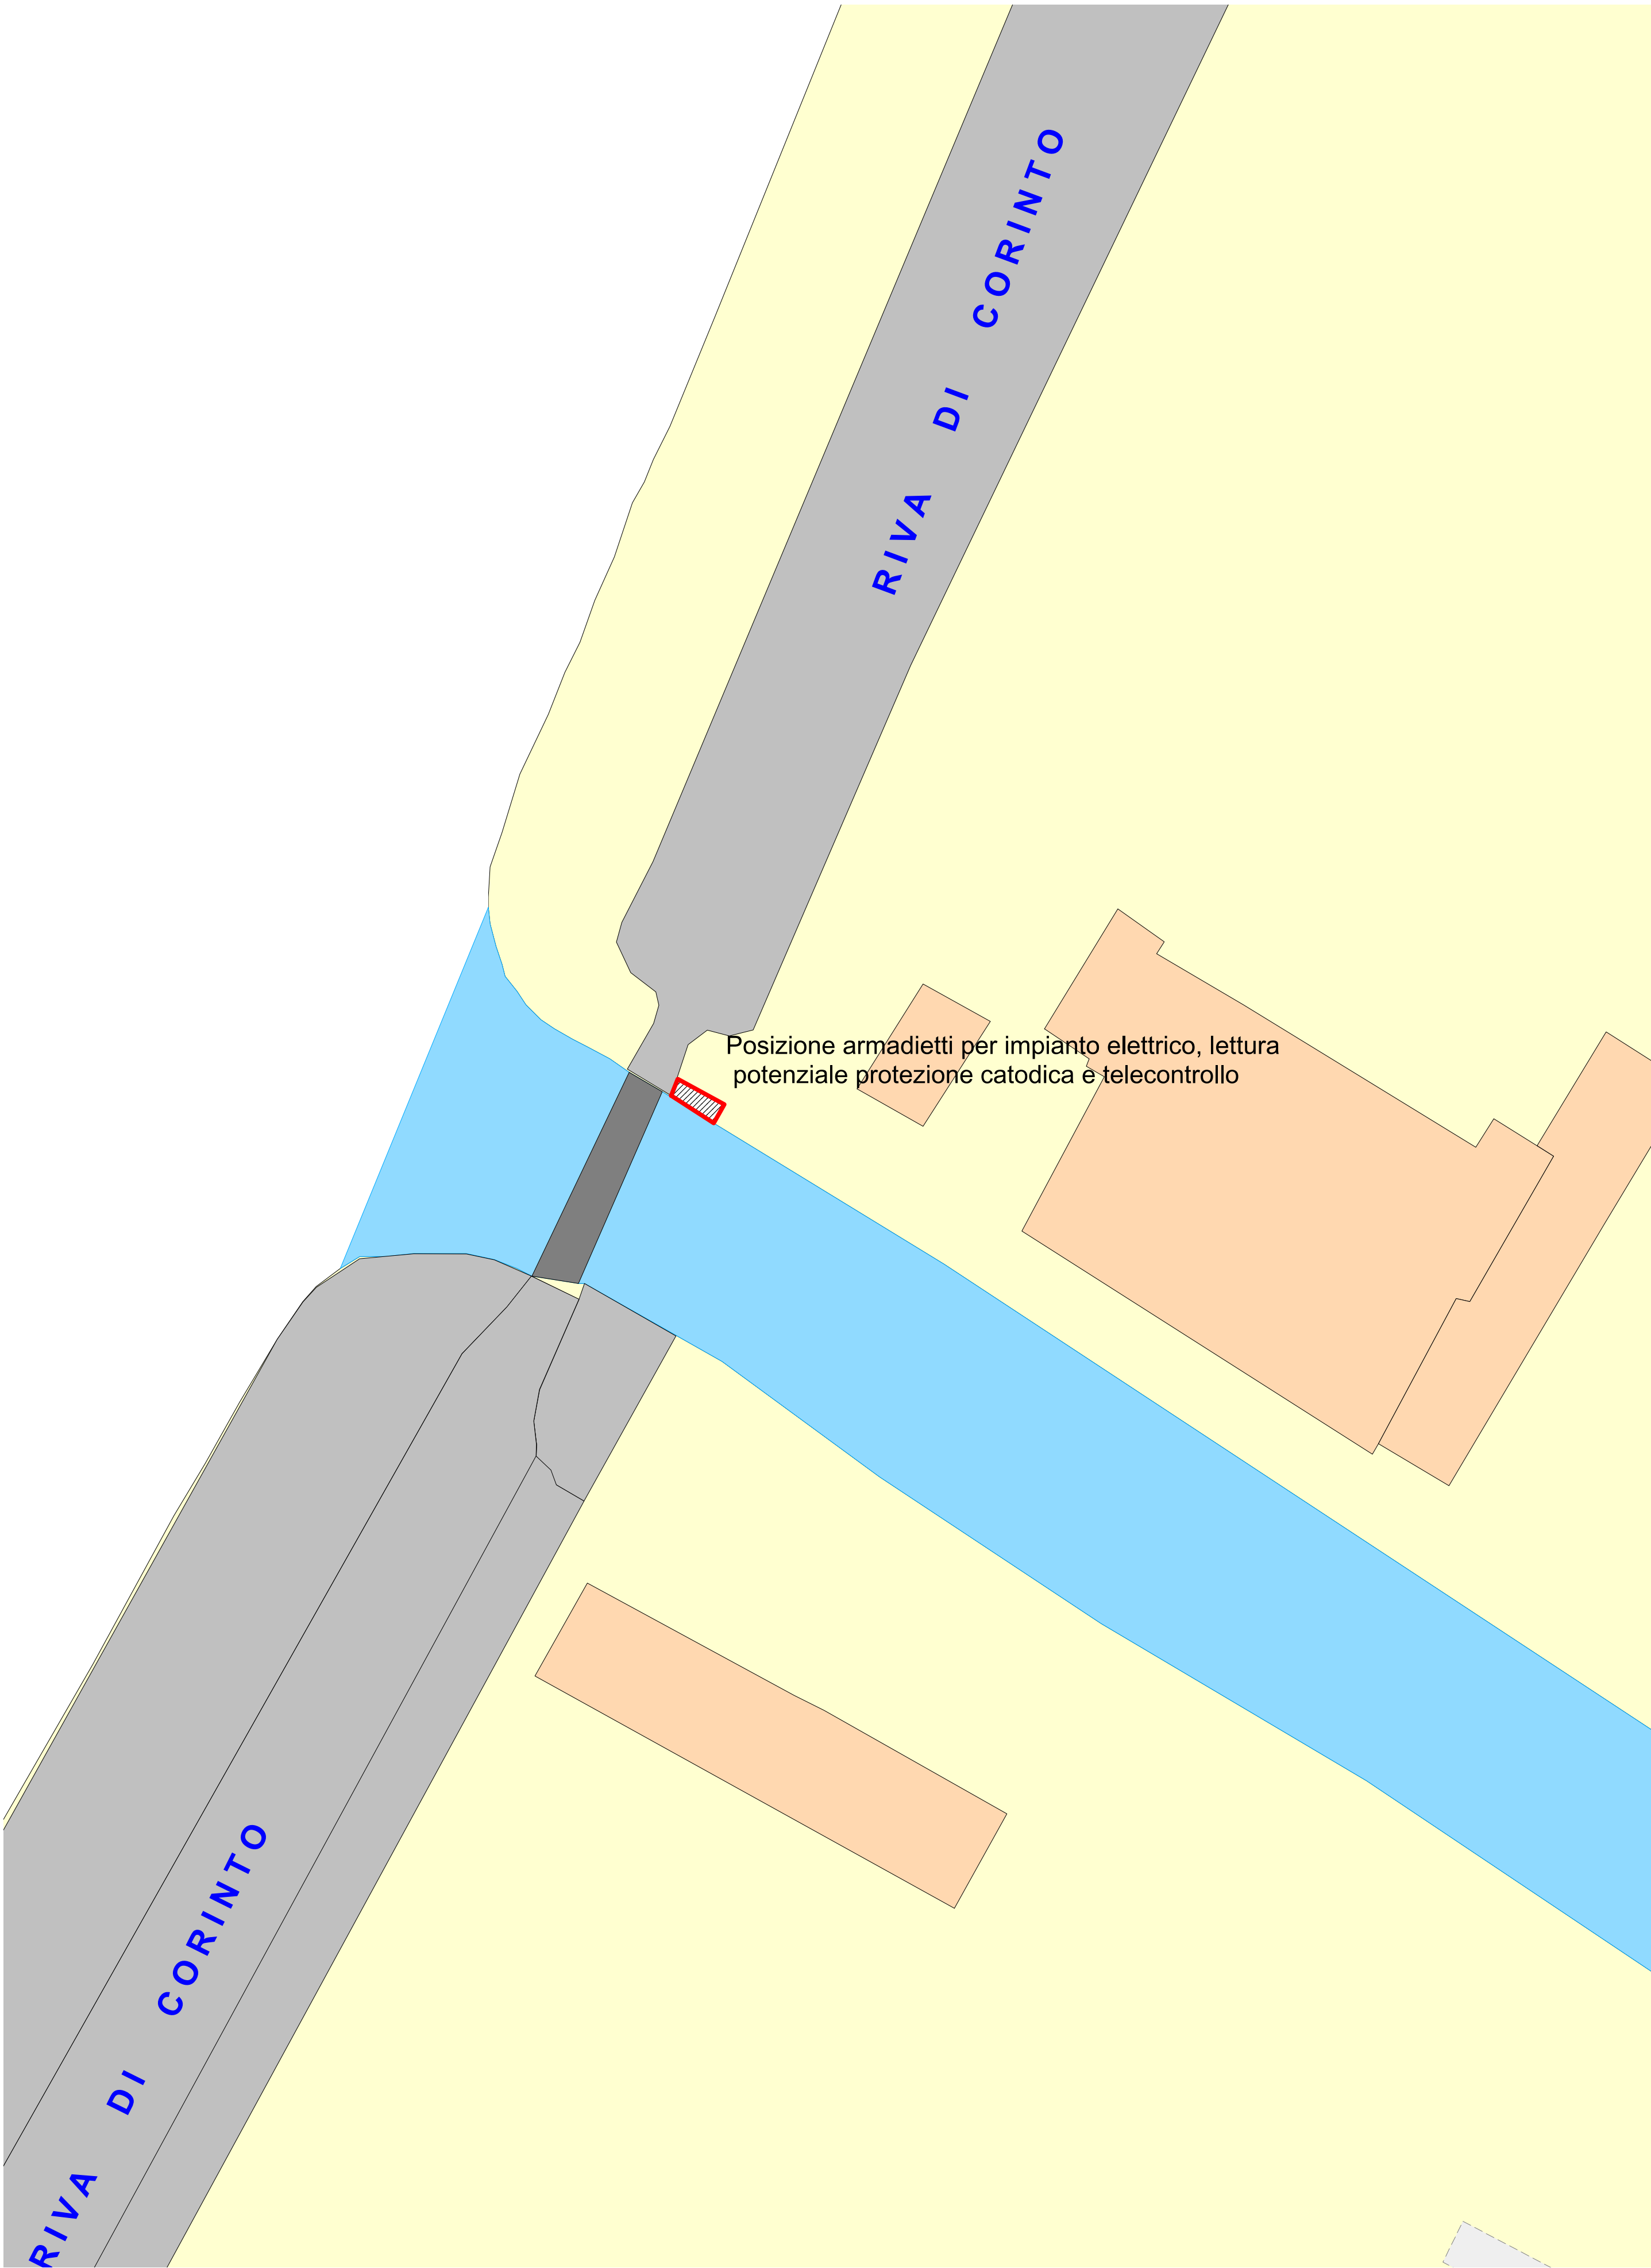 RIVA DI CORINTO
Posizione armadietti per impianto elettrico, lettura
potenziale protezione catodica e telecontrollo
RIVA DI CORINTO